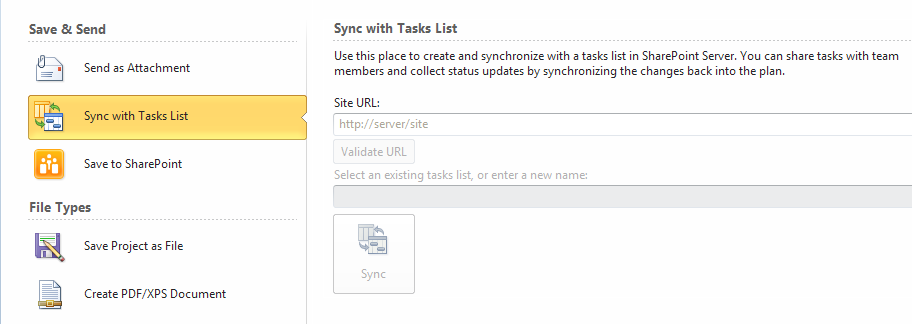 Save & Send
Send as Attachment
Sync with Tasks List
Save to SharePoint
File Types
Save Project as File
Create PDF/XPS Document
Sync with Tasks List
Use this place to create and synchronize with a tasks list in SharePoint Server. You can share tasks with team
members and collect status updates by synchronizing the changes back into the plan.
Site URL:
http://server/site
Validate URL
Select an existing tasks list, or enter a new name:
Sync